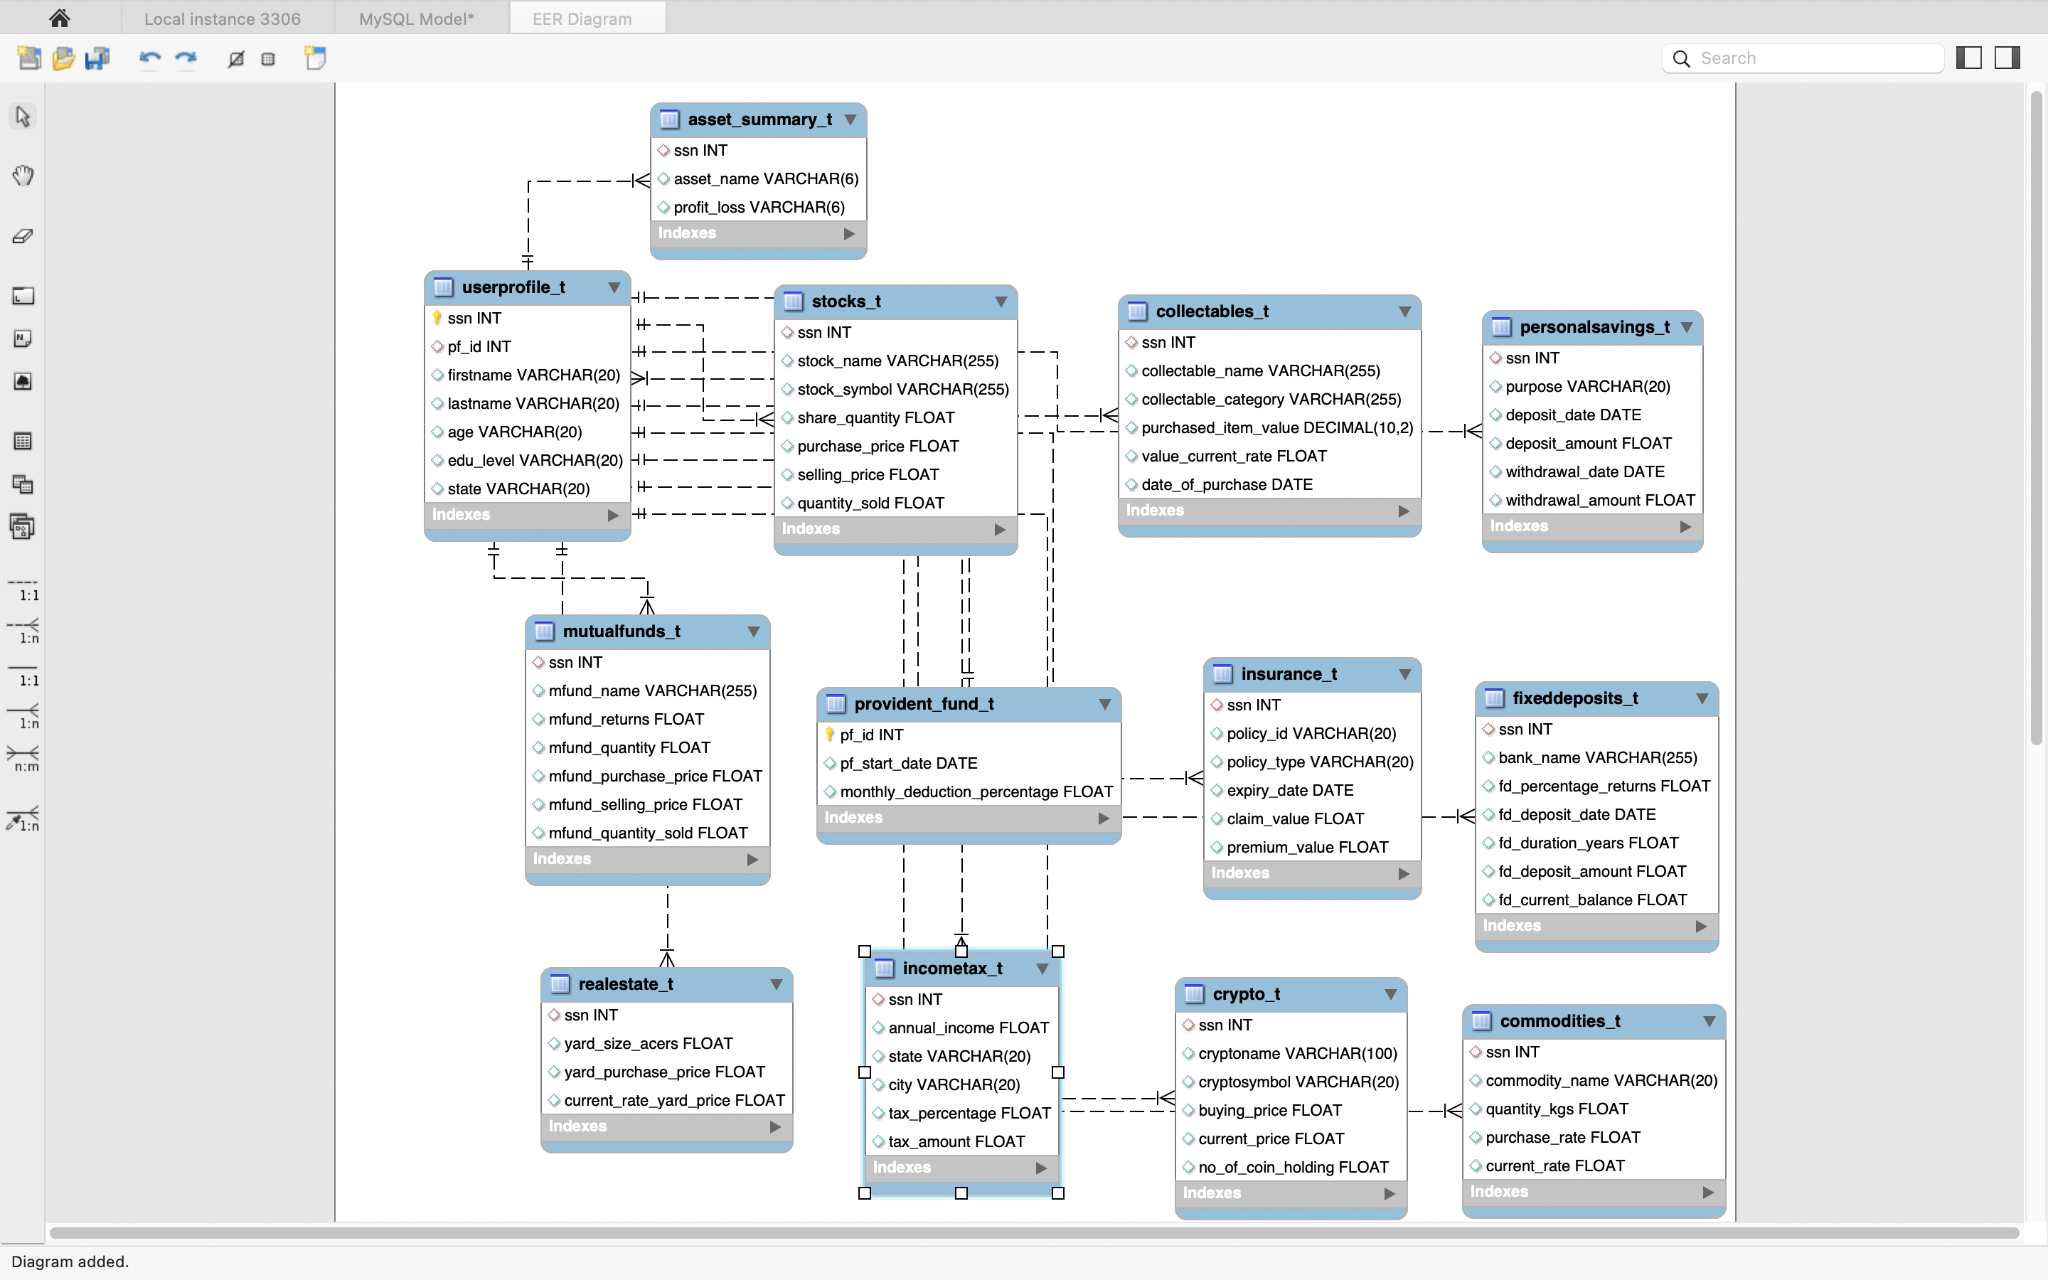 Local instance 3306
MySQL Model*
EER Diagram
Search
asset_summary_t
ssn INT
asset_name VARCHAR(6)
profit_loss VARCHAR(6)
Indexes
userprofile_t
ssn INT
pf_id INT
firstname VARCHAR(20)
lastname VARCHAR(20)
age VARCHAR(20)
edu_level VARCHAR(20)
state VARCHAR(20)
Indexes
stocks_t
ssn INT
stock_name VARCHAR(255)
stock_symbol VARCHAR(255)
share_quantity FLOAT
purchase_price FLOAT
selling_price FLOAT
quantity_sold FLOAT
Indexes
collectables_t
ssn INT
collectable_name VARCHAR(255)
collectable_category VARCHAR(255)
purchased_item_value DECIMAL(10,2)
value_current_rate FLOAT
date_of_purchase DATE
Indexes
personalsavings_t
ssn INT
purpose VARCHAR(20)
deposit_date DATE
deposit_amount FLOAT
withdrawal_date DATE
withdrawal_amount FLOAT
Indexes
1:1
1:n
1:1
1:n
n:m
1:n
mutualfunds_t
ssn INT
mfund_name VARCHAR(255)
mfund_returns FLOAT
mfund_quantity FLOAT
mfund_purchase_price FLOAT
mfund_selling_price FLOAT
mfund_quantity_sold FLOAT
Indexes
provident_fund_t
pf_id INT
pf_start_date DATE
monthly_deduction_percentage FLOAT
Indexes
insurance_t
ssn INT
policy_id VARCHAR(20)
policy_type VARCHAR(20)
expiry_date DATE
claim_value FLOAT
premium_value FLOAT
Indexes
fixeddeposits_t
ssn INT
bank_name VARCHAR(255)
fd_percentage_returns FLOAT
fd_deposit_date DATE
fd_duration_years FLOAT
fd_deposit_amount FLOAT
fd_current_balance FLOAT
Indexes
realestate_t
ssn INT
yard_size_acers FLOAT
yard_purchase_price FLOAT
current_rate_yard_price FLOAT
Indexes
incometax_t
ssn INT
annual_income FLOAT
state VARCHAR(20)
city VARCHAR(20)
tax_percentage FLOAT
tax_amount FLOAT
Indexes
crypto_t
ssn INT
cryptoname VARCHAR(100)
cryptosymbol VARCHAR(20)
buying_price FLOAT
current_price FLOAT
no_of_coin_holding FLOAT
Indexes
commodities_t
ssn INT
commodity_name VARCHAR(20)
quantity_kgs FLOAT
purchase_rate FLOAT
current_rate FLOAT
Indexes
Diagram added.